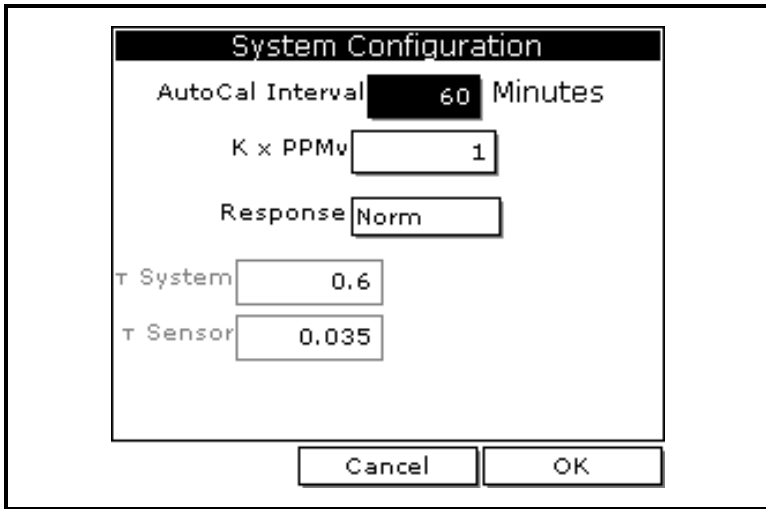 System Configuration
AutoCal Interval 60 Minutes
K x PPMv 1
Response Norm
τ System 0.6
τ Sensor 0.035
Cancel OK